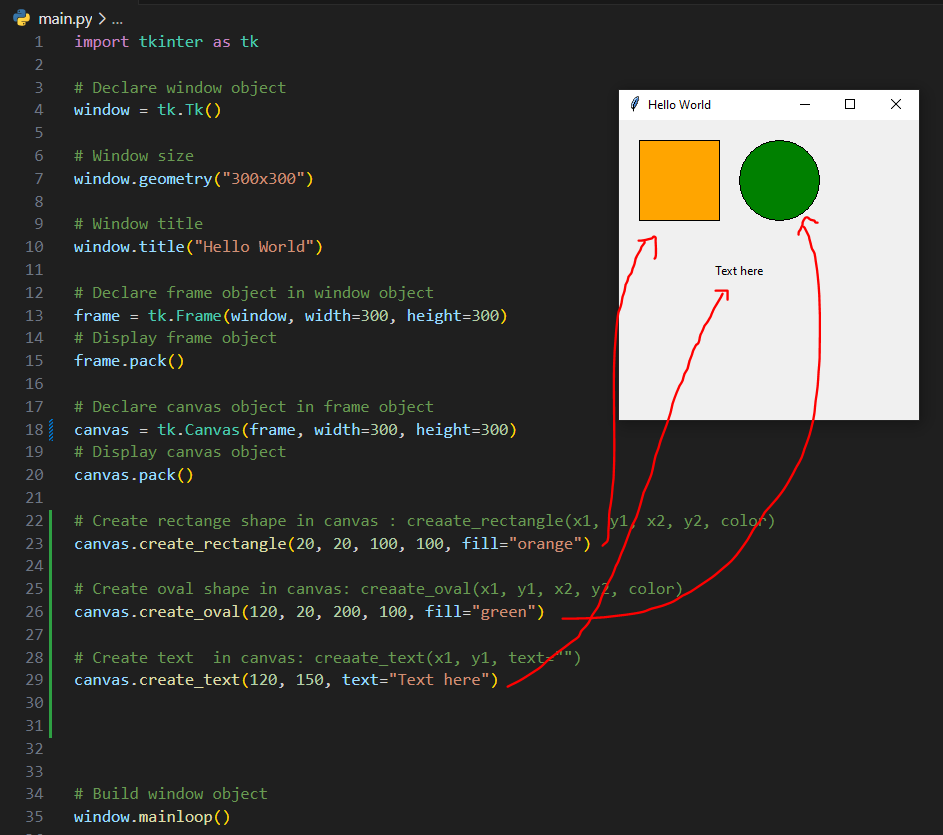 main.py > ...
1 import tkinter as tk
2
3 # Declare window object
4 window = tk.Tk()
5
6 # Window size
7 window.geometry("300x300")
8
9 # Window title
10 window.title("Hello World")
11
12 # Declare frame object in window object
13 frame = tk.Frame(window, width=300, height=300)
14 # Display frame object
15 frame.pack()
16
17 # Declare canvas object in frame object
18 canvas = tk.Canvas(frame, width=300, height=300)
19 # Display canvas object
20 canvas.pack()
21
22 # Create rectange shape in canvas : creaate_rectangle(x1, y1, x2, y2, color)
23 canvas.create_rectangle(20, 20, 100, 100, fill="orange")
24
25 # Create oval shape in canvas: creaate_oval(x1, y1, x2, y2, color)
26 canvas.create_oval(120, 20, 200, 100, fill="green")
27
28 # Create text  in canvas: creaate_text(x1, y1, text="")
29 canvas.create_text(120, 150, text="Text here")
30
31
32
33
34 # Build window object
35 window.mainloop()
Hello World
Text here